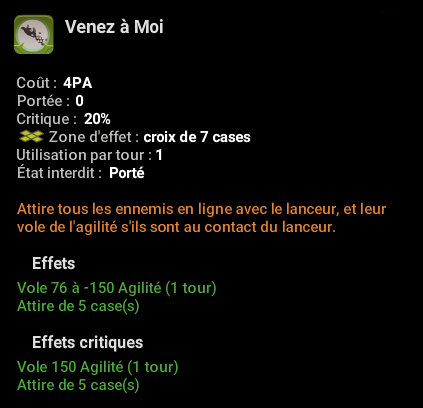 Venez à Moi
Coût : 4PA
Portée : 0
Critique : 20%
Zone d'effet : croix de 7 cases
Utilisation par tour : 1
État interdit : Porté
Attire tous les ennemis en ligne avec le lanceur, et leur
vole de l'agilité s'ils sont au contact du lanceur.
Effets
Vole 76 à -150 Agilité (1 tour)
Attire de 5 case(s)
Effets critiques
Vole 150 Agilité (1 tour)
Attire de 5 case(s)